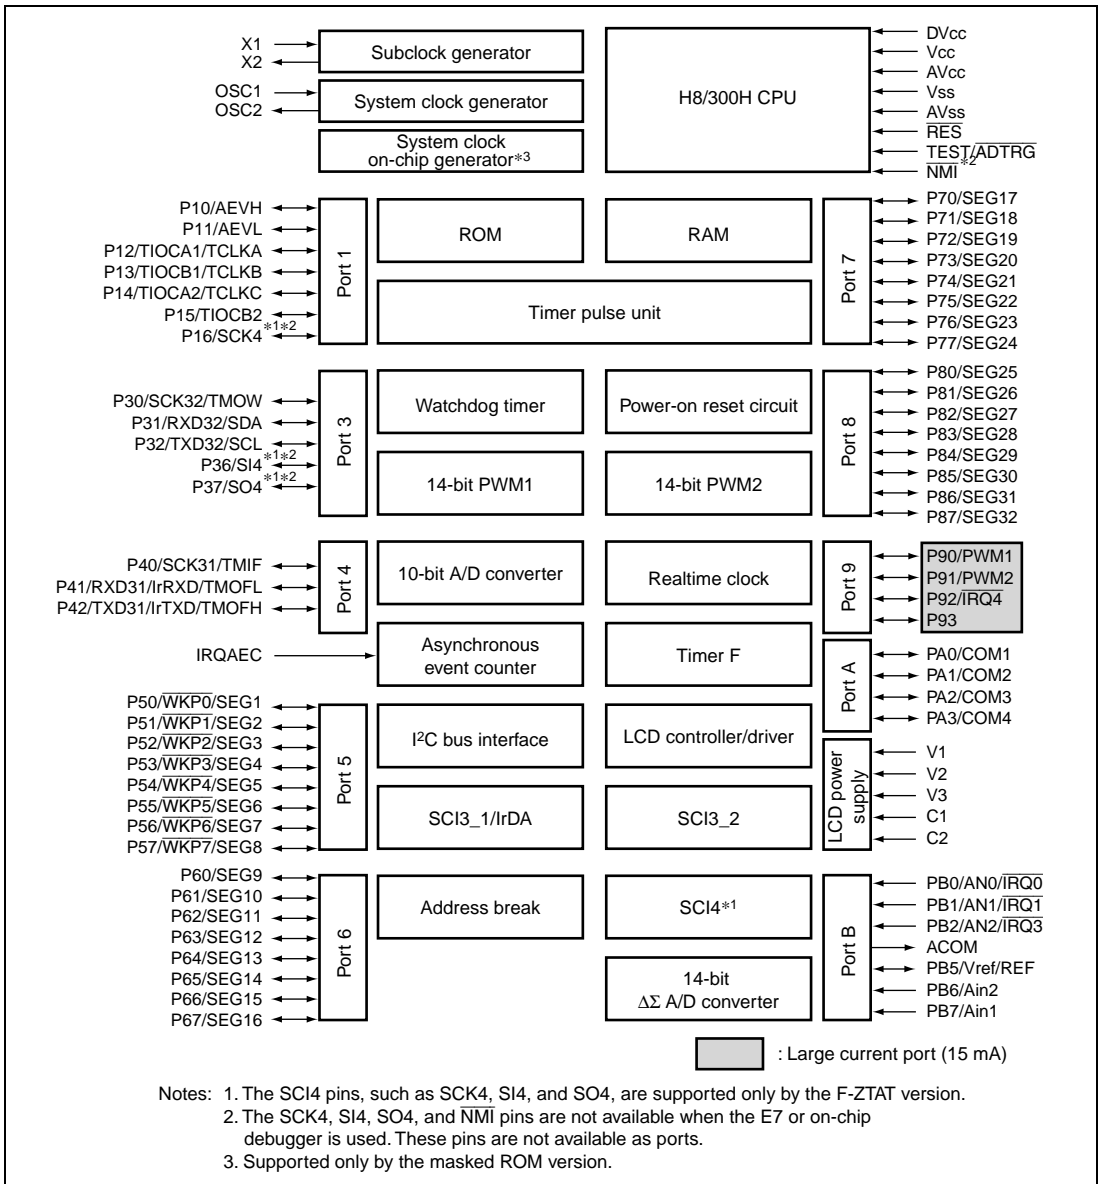 X1
X2
OSC1
OSC2
Subclock generator
System clock generator
System clock
on-chip generator*3
H8/300H CPU
DVcc
Vcc
AVcc
Vss
AVss
RES
TEST/ADTRG
NMI*2
P10/AEVH
P11/AEVL
P12/TIOCA1/TCLKA
P13/TIOCB1/TCLKB
P14/TIOCA2/TCLKC
P15/TIOCB2
P16/SCK4*1*2
Port 1
ROM
RAM
Timer pulse unit
Port 7
P70/SEG17
P71/SEG18
P72/SEG19
P73/SEG20
P74/SEG21
P75/SEG22
P76/SEG23
P77/SEG24
P30/SCK32/TMOW
P31/RXD32/SDA
P32/TXD32/SCL
P36/SI4*1*2
P37/SO4*1*2
Port 3
Watchdog timer
Power-on reset circuit
14-bit PWM1
14-bit PWM2
Port 8
P80/SEG25
P81/SEG26
P82/SEG27
P83/SEG28
P84/SEG29
P85/SEG30
P86/SEG31
P87/SEG32
P40/SCK31/TMIF
P41/RXD31/IrRXD/TMOFL
P42/TXD31/IrTXD/TMOFH
Port 4
10-bit A/D converter
Realtime clock
Port 9
P90/PWM1
P91/PWM2
P92/IRQ4
P93
IRQAEC
Asynchronous
event counter
Timer F
Port A
PA0/COM1
PA1/COM2
PA2/COM3
PA3/COM4
P50/WKP0/SEG1
P51/WKP1/SEG2
P52/WKP2/SEG3
P53/WKP3/SEG4
P54/WKP4/SEG5
P55/WKP5/SEG6
P56/WKP6/SEG7
P57/WKP7/SEG8
Port 5
I²C bus interface
LCD controller/driver
SCI3_1/IrDA
SCI3_2
LCD power
supply
V1
V2
V3
C1
C2
P60/SEG9
P61/SEG10
P62/SEG11
P63/SEG12
P64/SEG13
P65/SEG14
P66/SEG15
P67/SEG16
Port 6
Address break
SCI4*1
14-bit
ΔΣ A/D converter
Port B
PB0/AN0/IRQ0
PB1/AN1/IRQ1
PB2/AN2/IRQ3
ACOM
PB5/Vref/REF
PB6/Ain2
PB7/Ain1
: Large current port (15 mA)
Notes: 1. The SCI4 pins, such as SCK4, SI4, and SO4, are supported only by the F-ZTAT version.
2. The SCK4, SI4, SO4, and NMI pins are not available when the E7 or on-chip
debugger is used. These pins are not available as ports.
3. Supported only by the masked ROM version.